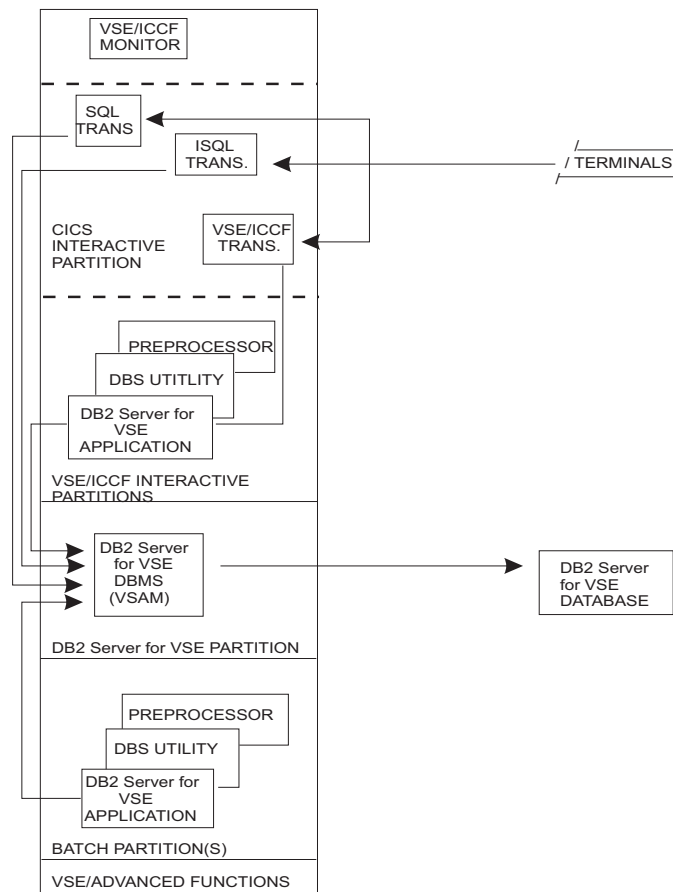 VSE/ICCF
MONITOR
SQL
TRANS
ISQL
TRANS.
/ TERMINALS
CICS
INTERACTIVE
PARTITION
VSE/ICCF
TRANS.
PREPROCESSOR
DBS UTITLITY
DB2 Server for
VSE
APPLICATION
VSE/ICCF INTERACTIVE
PARTITIONS
DB2 Server
for VSE
DBMS
(VSAM)
DB2 Server
for VSE
DATABASE
DB2 Server for VSE PARTITION
PREPROCESSOR
DBS UTILITY
DB2 Server for
VSE
APPLICATION
BATCH PARTITION(S)
VSE/ADVANCED FUNCTIONS